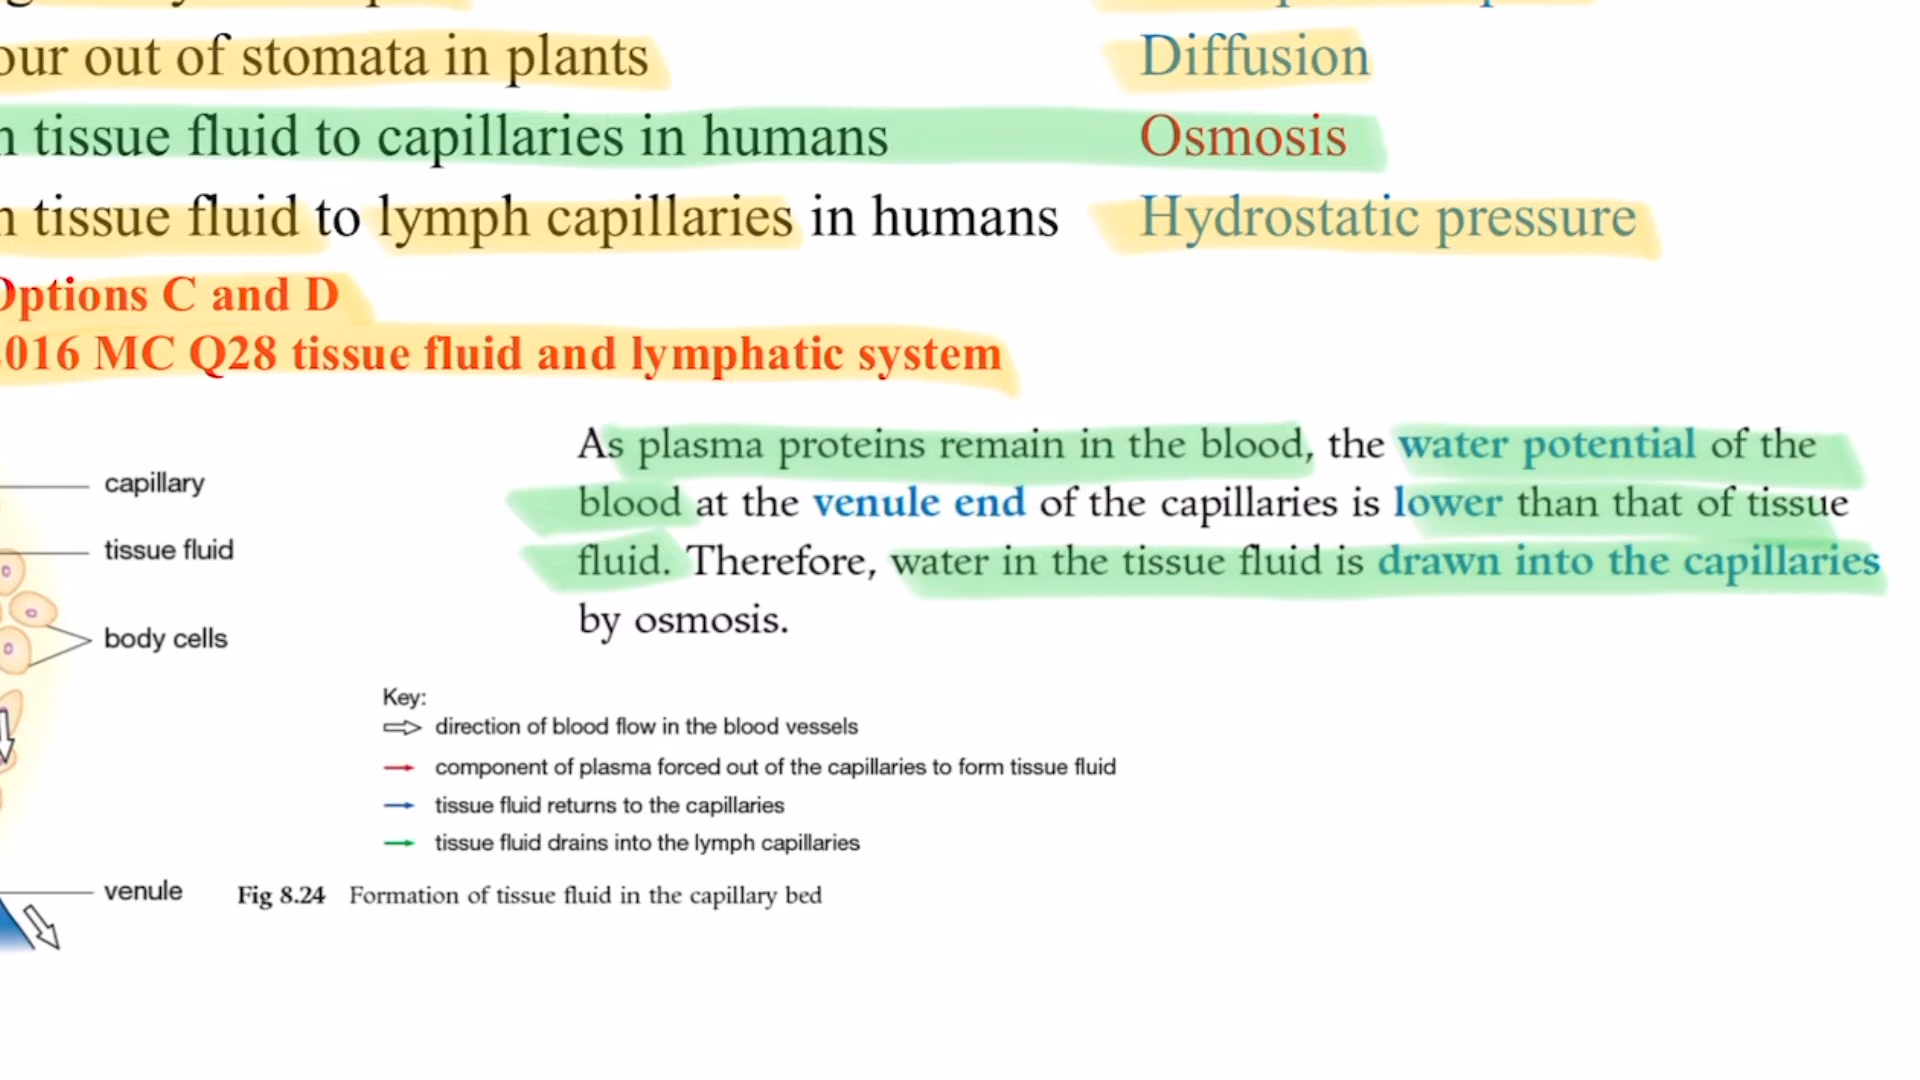 our out of stomata in plants Diffusion
tissue fluid to capillaries in humans Osmosis
tissue fluid to lymph capillaries in humans Hydrostatic pressure
Options C and D
016 MC Q28 tissue fluid and lymphatic system
As plasma proteins remain in the blood, the water potential of the
blood at the venule end of the capillaries is lower than that of tissue
fluid. Therefore, water in the tissue fluid is drawn into the capillaries
by osmosis.
capillary
tissue fluid
body cells
Key:
direction of blood flow in the blood vessels
component of plasma forced out of the capillaries to form tissue fluid
tissue fluid returns to the capillaries
tissue fluid drains into the lymph capillaries
venule
Fig 8.24 Formation of tissue fluid in the capillary bed